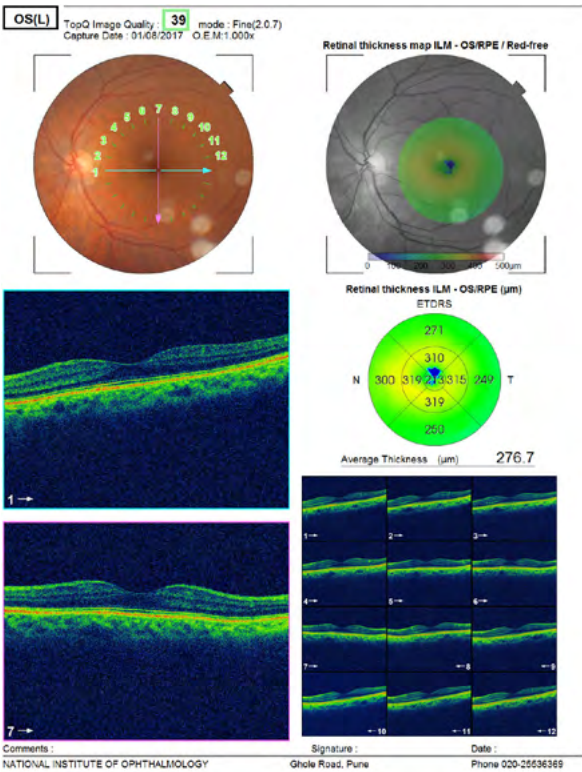 OS(L) TopQ Image Quality : 39 mode : Fine(2.0.7)
Capture Date : 01/08/2017 O.E.M:1.000x
Retinal thickness map ILM - OS/RPE / Red-free
1 2 3 4 5 6 7 8 9 10 11 12
0 100 200 300 400 500μm
Retinal thickness ILM - OS/RPE (μm)
ETDRS
271
310
N 300 319 213 315 249 T
319
250
Average Thickness (μm) 276.7
1
7
1 2 3
4 5 6
7 8 9
10 11 12
Comments : Signature : Date :
NATIONAL INSTITUTE OF OPHTHALMOLOGY Ghole Road, Pune Phone 020-25536369